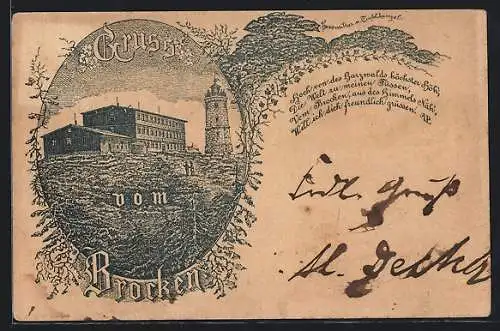 Gruss
vom
Brocken
Hoch von des Harzwalds höchster Höh,
Die Welt zu meinen Füssen,
Vom Brocken, aus des Himmels Näh,
Will ich dich freundlich grüssen.
Gruß